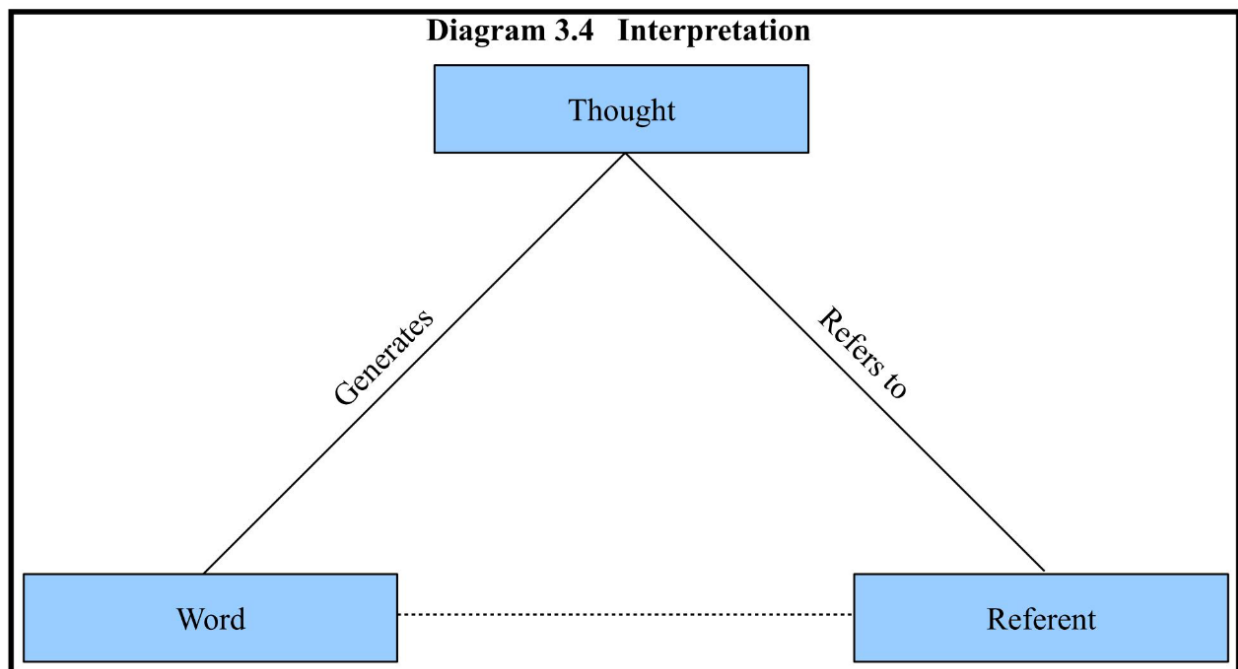 Diagram 3.4 Interpretation
Thought
Generates
Refers to
Word
Referent